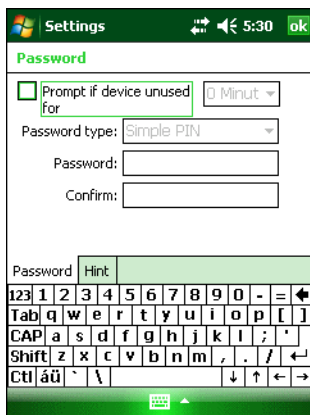 Settings 5:30 ok
Password
Prompt if device unused for 0 Minut
Password type: Simple PIN
Password:
Confirm:
Password Hint
123 1 2 3 4 5 6 7 8 9 0 - =
Tab q w e r t y u i o p [ ]
CAP a s d f g h j k l ; '
Shift z x c v b n m , . /
Ctl áü ` \